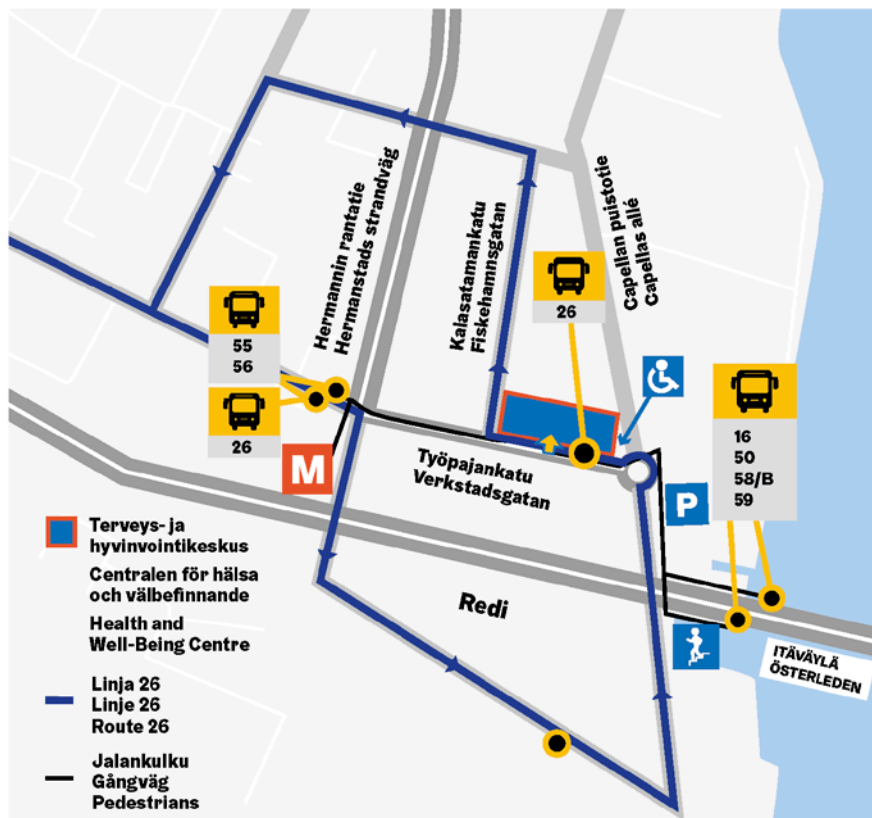 Hermannin rantatie
Hermanstads strandväg
Kalasatamankatu
Fiskehamnsgatan
Capellan puistotie
Capellas allé
26
55
56
26
16
50
58/B
59
M
Työpajankatu
Verkstadsgatan
P
Redi
ITÄVÄYLÄ
ÖSTERLEDEN
Terveys- ja
hyvinvointikeskus
Centralen för hälsa
och välbefinnande
Health and
Well-Being Centre
Linja 26
Linje 26
Route 26
Jalankulku
Gångväg
Pedestrians